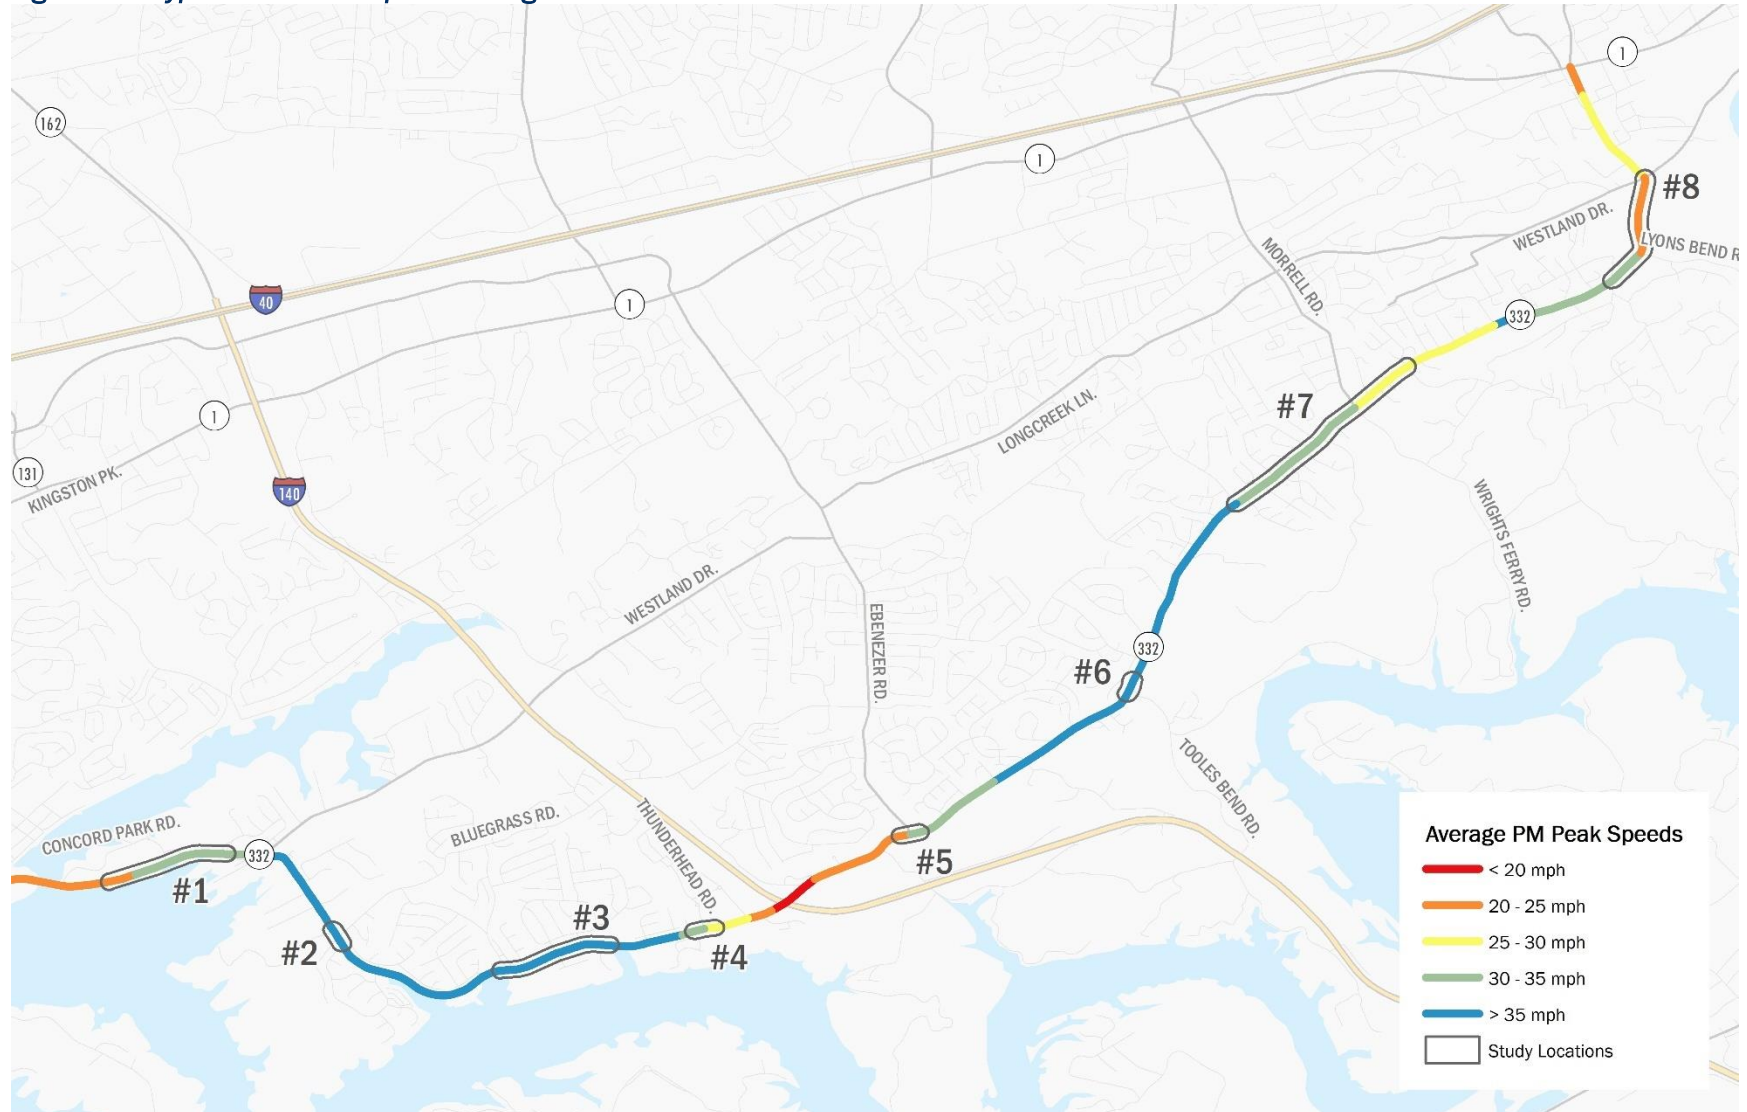 1
162
1
MORRELL RD.
#8
WESTLAND DR.
LYONS BEND R
40
1
332
1
#7
LONGCREEK LN.
131
KINGSTON PK.
140
WRIGHTS FERRY RD.
WESTLAND DR.
EBENEZER RD.
332
#6
TOOLES BEND RD.
THUNDERHEAD RD.
BLUEGRASS RD.
CONCORD PARK RD.
332
#1
#5
#3
#2
#4
Average PM Peak Speeds
< 20 mph
20 - 25 mph
25 - 30 mph
30 - 35 mph
> 35 mph
Study Locations